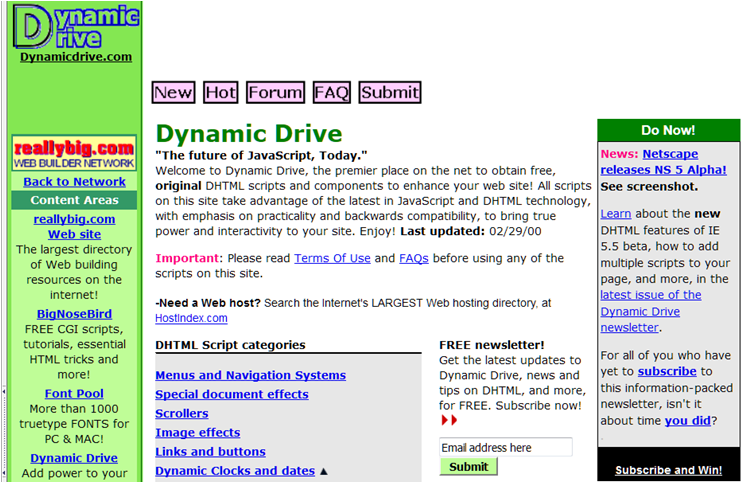 Dynamic
Drive
Dynamicdrive.com
reallybig.com
WEB BUILDER NETWORK
Back to Network
Content Areas
reallybig.com
Web site
The largest directory
of Web building
resources on the
internet!
BigNoseBird
FREE CGI scripts,
tutorials, essential
HTML tricks and
more!
Font Pool
More than 1000
truetype FONTS for
PC & MAC!
Dynamic Drive
Add power to your
New Hot Forum FAQ Submit
Dynamic Drive
"The future of JavaScript, Today."
Welcome to Dynamic Drive, the premier place on the net to obtain free,
original DHTML scripts and components to enhance your web site! All scripts
on this site take advantage of the latest in JavaScript and DHTML technology,
with emphasis on practicality and backwards compatibility, to bring true
power and interactivity to your site. Enjoy! Last updated: 02/29/00
Important: Please read Terms Of Use and FAQs before using any of the
scripts on this site.
-Need a Web host? Search the Internet's LARGEST Web hosting directory, at
HostIndex.com
DHTML Script categories
Menus and Navigation Systems
Special document effects
Scrollers
Image effects
Links and buttons
Dynamic Clocks and dates
FREE newsletter!
Get the latest updates to
Dynamic Drive, news and
tips on DHTML, and more,
for FREE. Subscribe now!
Email address here
Submit
Do Now!
News: Netscape
releases NS 5 Alpha!
See screenshot.
Learn about the new
DHTML features of IE
5.5 beta, how to add
multiple scripts to your
page, and more, in the
latest issue of the
Dynamic Drive
newsletter.
For all of you who have
yet to subscribe to
this information-packed
newsletter, isn't it
about time you did?
Subscribe and Win!